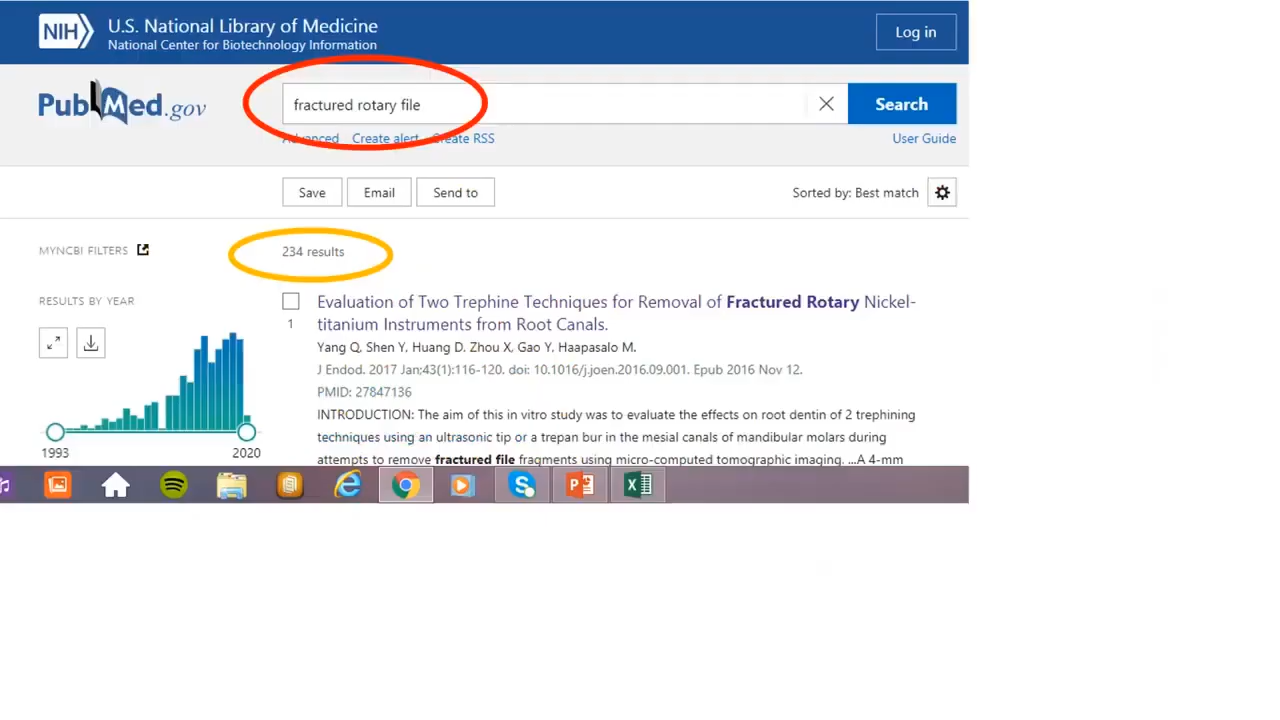 NIH U.S. National Library of Medicine
National Center for Biotechnology Information
Log in
PubMed.gov
fractured rotary file
Search
Advanced Create alert Create RSS
User Guide
Save Email Send to
Sorted by: Best match
MYNCBI FILTERS
234 results
RESULTS BY YEAR
1993 2020
1
Evaluation of Two Trephine Techniques for Removal of Fractured Rotary Nickel-
titanium Instruments from Root Canals.
Yang Q, Shen Y, Huang D, Zhou X, Gao Y, Haapasalo M.
J Endod. 2017 Jan;43(1):116-120. doi: 10.1016/j.joen.2016.09.001. Epub 2016 Nov 12.
PMID: 27847136
INTRODUCTION: The aim of this in vitro study was to evaluate the effects on root dentin of 2 trephining
techniques using an ultrasonic tip or a trepan bur in the mesial canals of mandibular molars during
attempts to remove fractured file fragments using micro-computed tomographic imaging. ...A 4-mm